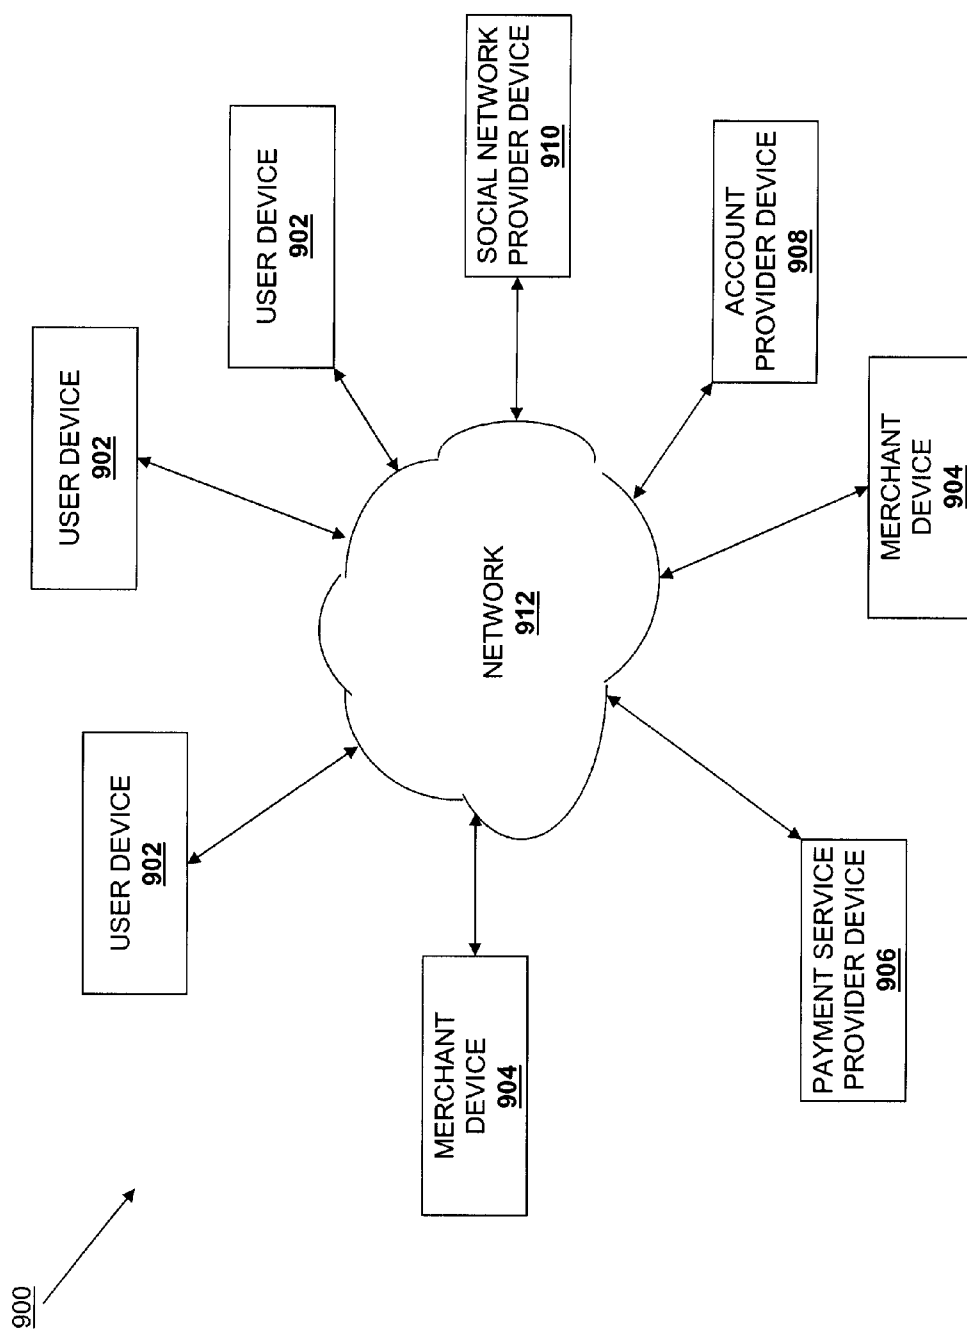 900
USER DEVICE
902
USER DEVICE
902
USER DEVICE
902
MERCHANT
DEVICE
904
NETWORK
912
SOCIAL NETWORK
PROVIDER DEVICE
910
PAYMENT SERVICE
PROVIDER DEVICE
906
MERCHANT
DEVICE
904
ACCOUNT
PROVIDER DEVICE
908